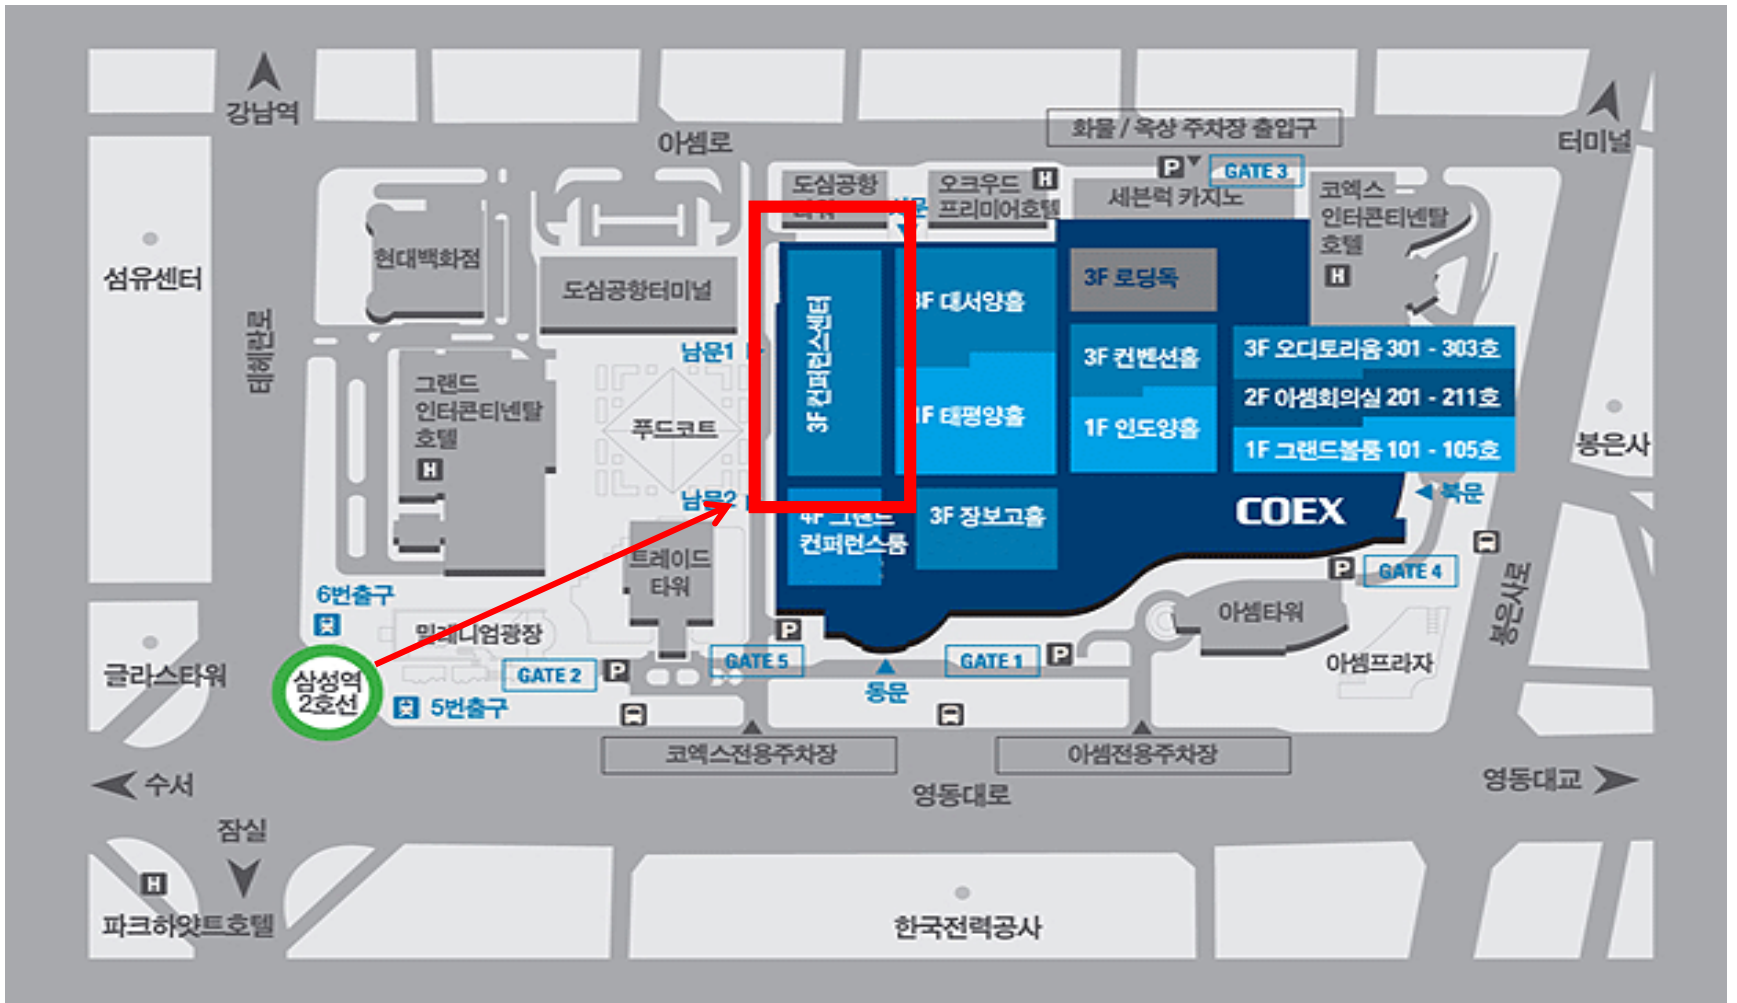 강남역
아셈로
화물 / 옥상 주차장 출입구
터미널
P
GATE 3
도심공항
타워
서문
오크우드 H
프리미어호텔
세븐럭 카지노
코엑스
인터콘티넨탈
호텔
H
섬유센터
현대백화점
도심공항터미널
테헤란로
남문1
그랜드
인터콘티넨탈
호텔
H
푸드코트
남문2
3F 컨퍼런스센터
3F 대서양홀
1F 태평양홀
3F 로딩독
3F 컨벤션홀
1F 인도양홀
3F 오디토리움 301 - 303호
2F 아셈회의실 201 - 211호
1F 그랜드볼룸 101 - 105호
봉은사
북문
COEX
4F 그랜드
컨퍼런스룸
3F 장보고홀
트레이드
타워
P
GATE 4
봉은사로
6번출구
밀레니엄광장
아셈타워
아셈프라자
글라스타워
삼성역
2호선
5번출구
GATE 2
P
P
GATE 5
동문
GATE 1
P
코엑스전용주차장
아셈전용주차장
수서
영동대로
영동대교
잠실
H
파크하얏트호텔
한국전력공사